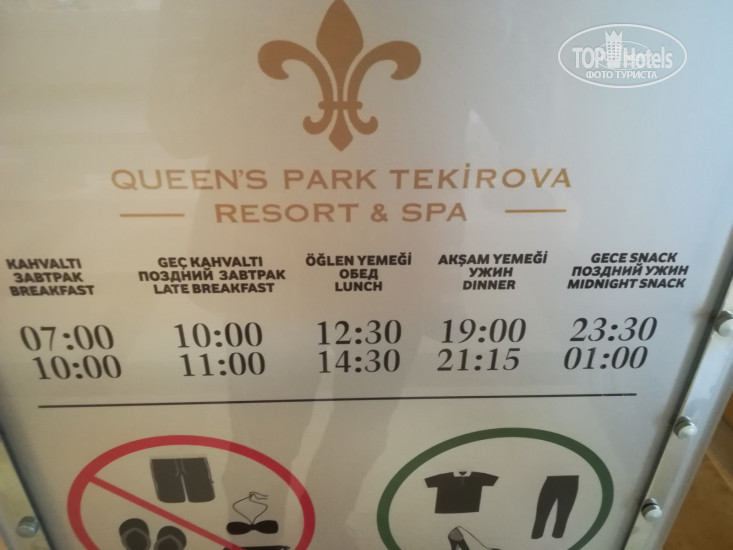 TOP Hotels
ФОТО ТУРИСТА
QUEEN'S PARK TEKİROVA
RESORT & SPA
KAHVALTI
ЗАВТРАК
BREAKFAST
07:00
10:00
GEÇ KAHVALTI
ПОЗДНИЙ ЗАВТРАК
LATE BREAKFAST
10:00
11:00
ÖĞLEN YEMEĞİ
ОБЕД
LUNCH
12:30
14:30
AKŞAM YEMEĞİ
УЖИН
DINNER
19:00
21:15
GECE SNACK
ПОЗДНИЙ УЖИН
MIDNIGHT SNACK
23:30
01:00